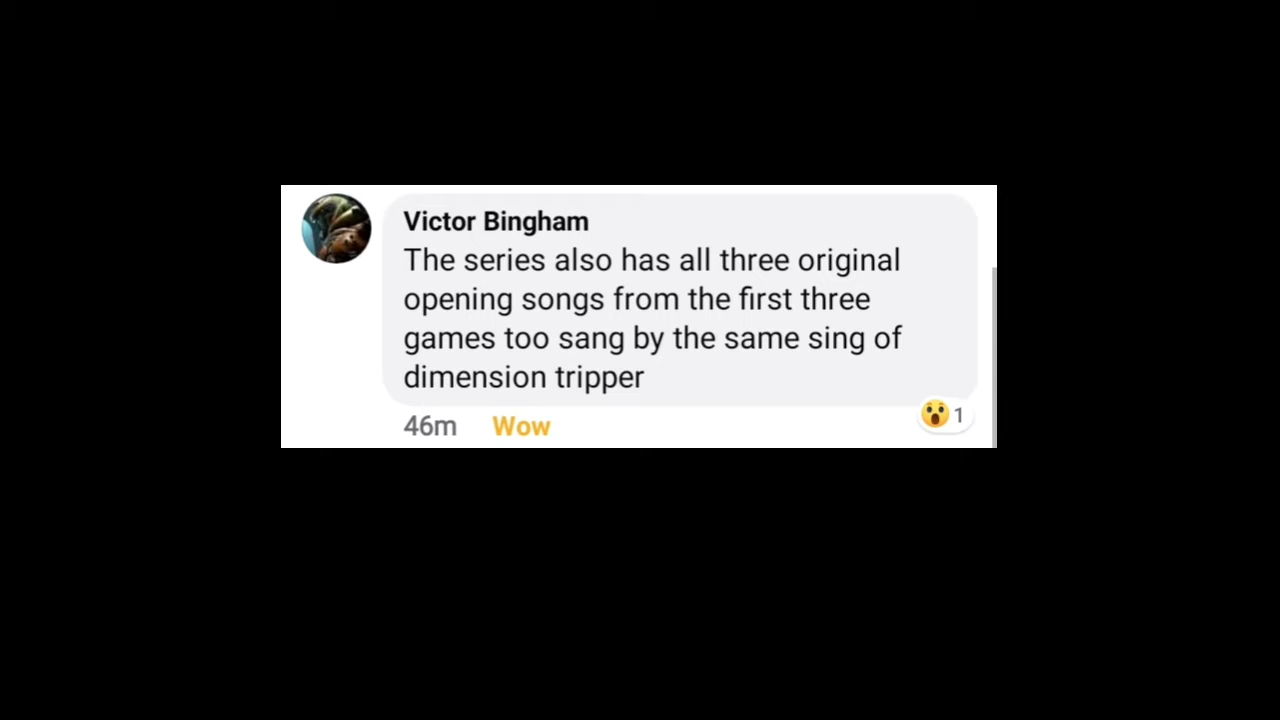 Victor Bingham
The series also has all three original
opening songs from the first three
games too sang by the same sing of
dimension tripper
46m Wow
1